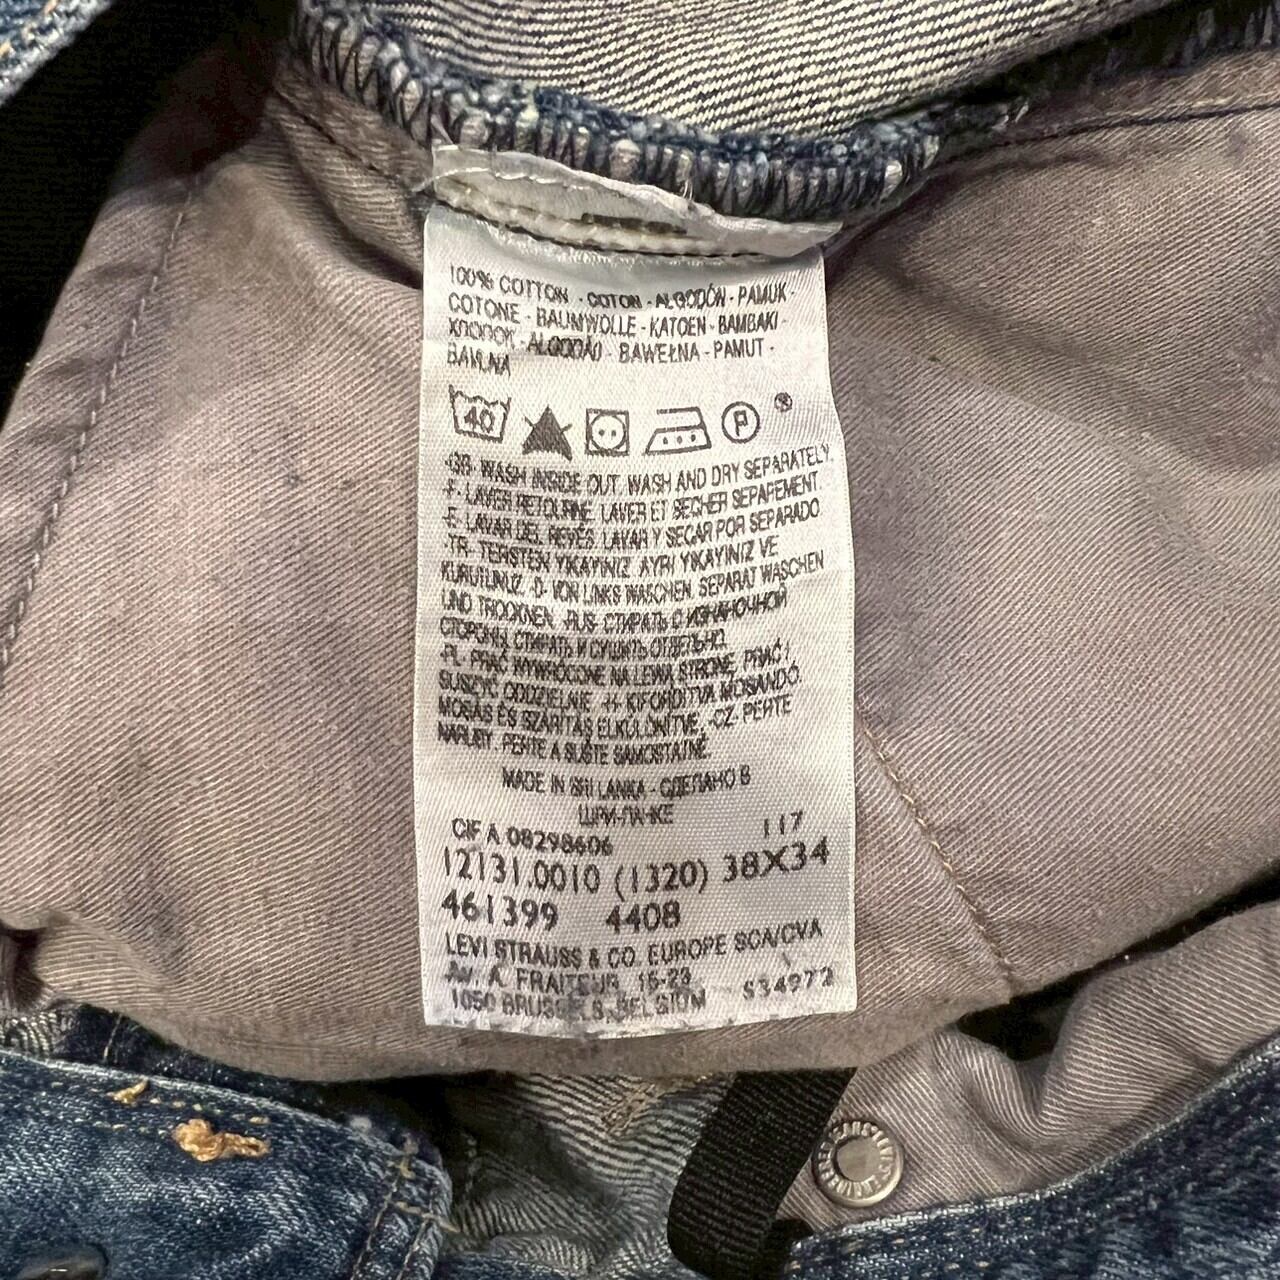 100% COTTON - COTON - ALGODÓN - PAMUK -
COTONE - BAUMWOLLE - KATOEN - BAMBAKI -
ХЛОПОК - ALGODÃO - BAWEŁNA - PAMUT -
BAVLNA
40 P ®
-GB- WASH INSIDE OUT. WASH AND DRY SEPARATELY.
-F- LAVER RETOURNE. LAVER ET SECHER SEPAREMENT.
-E- LAVAR DEL REVÉS. LAVAR Y SECAR POR SEPARADO.
-TR- TERSTEN YIKAYINIZ. AYRI YIKAYINIZ VE
KURUTUNUZ. -D- VON LINKS WASCHEN. SEPARAT WASCHEN
UND TROCKNEN. -RUS- СТИРАТЬ С ИЗНАНОЧНОЙ
СТОРОНЫ. СТИРАТЬ И СУШИТЬ ОТДЕЛЬНО.
-PL- PRAĆ WYWRÓCONE NA LEWĄ STRONĘ. PRAĆ I
SUSZYĆ ODDZIELNIE. -H- KIFORDITVA MOSANDÓ.
MOSÁS ÉS SZÁRÍTÁS ELKÜLÖNÍTVE. -CZ- PERTE
NARUBY. PERTE A SUŠTE SAMOSTATNĚ.
MADE IN SRI LANKA - СДЕЛАНО В
ШРИ-ЛАНКЕ
CIF A 08298606 117
12131.0010 (1320) 38X34
461399 4408
LEVI STRAUSS & CO. EUROPE SCA/CVA
AV. A. FRAITEUR 15-23
1050 BRUSSELS, BELGIUM S34972